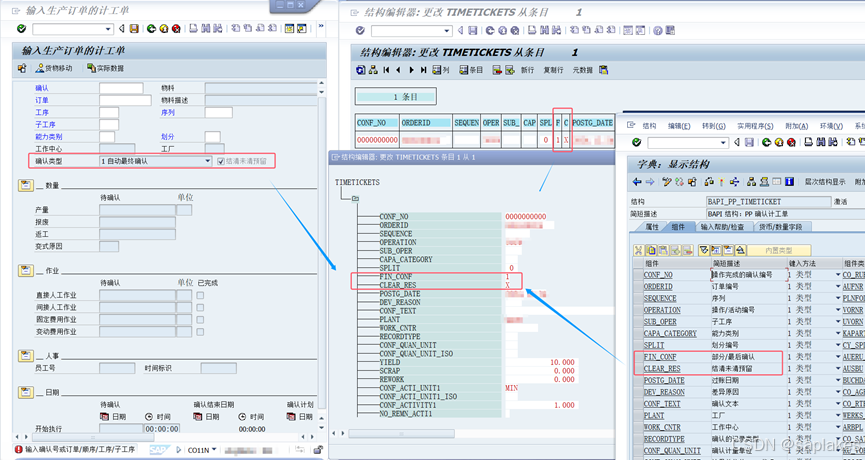 输入生产订单的计工单
输入生产订单的计工单
货物移动
实际数据
确认
物料
订单
物料描述
工序
序列
子工序
能力类别
划分
工作中心
工厂
确认类型
1 自动最终确认
结清未清预留
数量
待确认
单位
产量
报废
返工
变式原因
作业
待确认
单位 已完成
直接人工作业
间接人工作业
固定费用作业
变动费用作业
人事
员工号
时间标识
日期
待确认
确认结束日期
确认计划
日期
时间
日期
时间
日期
开始执行
00:00:00
00:00:00
输入确认号或订单/顺序/工序/子工序
SAP
CO11N
结构编辑器: 更改 TIMETICKETS 从条目 1
结构编辑器: 更改 TIMETICKETS 从条目 1
列
条目
新行
复制行
元数据
1 条目
CONF_NO ORDERID SEQUEN OPER SUB_ CAP SPL F C POSTG_DATE
0000000000 0 1 X
结构编辑器: 更改 TIMETICKETS 条目 1 从 1
TIMETICKETS
CONF_NO 0000000000
ORDERID
SEQUENCE
OPERATION
SUB_OPER
CAPA_CATEGORY
SPLIT 0
FIN_CONF 1
CLEAR_RES X
POSTG_DATE
DEV_REASON
CONF_TEXT
PLANT
WORK_CNTR
RECORDTYPE
CONF_QUAN_UNIT
CONF_QUAN_UNIT_ISO
YIELD 10.000
SCRAP 0.000
REWORK 0.000
CONF_ACTI_UNIT1 MIN
CONF_ACTI_UNIT1_ISO
CONF_ACTIVITY1 1.000
NO_REMN_ACTI1
结构 编辑(E) 转到(G) 实用程序(S) 附加(A) 环境(V)
字典: 显示结构
层次结构显示
结构
BAPI_PP_TIMETICKET
激活
简短描述
BAPI 结构: PP 确认计工单
属性
组件
输入帮助/检查
货币/数量字段
内置类型
组件 简短描述 键入方法 组件类
CONF_NO 操作完成的确认编号 1 类型 CO_RU
ORDERID 订单编号 1 类型 AUFNR
SEQUENCE 序列 1 类型 PLNFO
OPERATION 操作/活动编号 1 类型 VORN
SUB_OPER 子工序 1 类型 UVORN
CAPA_CATEGORY 能力类别 1 类型 KAPAR
SPLIT 划分编号 1 类型 CY_SP
FIN_CONF 部分/最后确认 1 类型 AUERU
CLEAR_RES 结清未清预留 1 类型 AUSBU
POSTG_DATE 过账日期 1 类型 BUCHD
DEV_REASON 差异原因 1 类型 CO_AG
CONF_TEXT 确认文本 1 类型 CO_RT
PLANT 工厂 1 类型 WERKS
WORK_CNTR 工作中心 1 类型 ARBPL
RECORDTYPE 确认的记录类型
CONF_QUAN_UNIT 确认计量单位